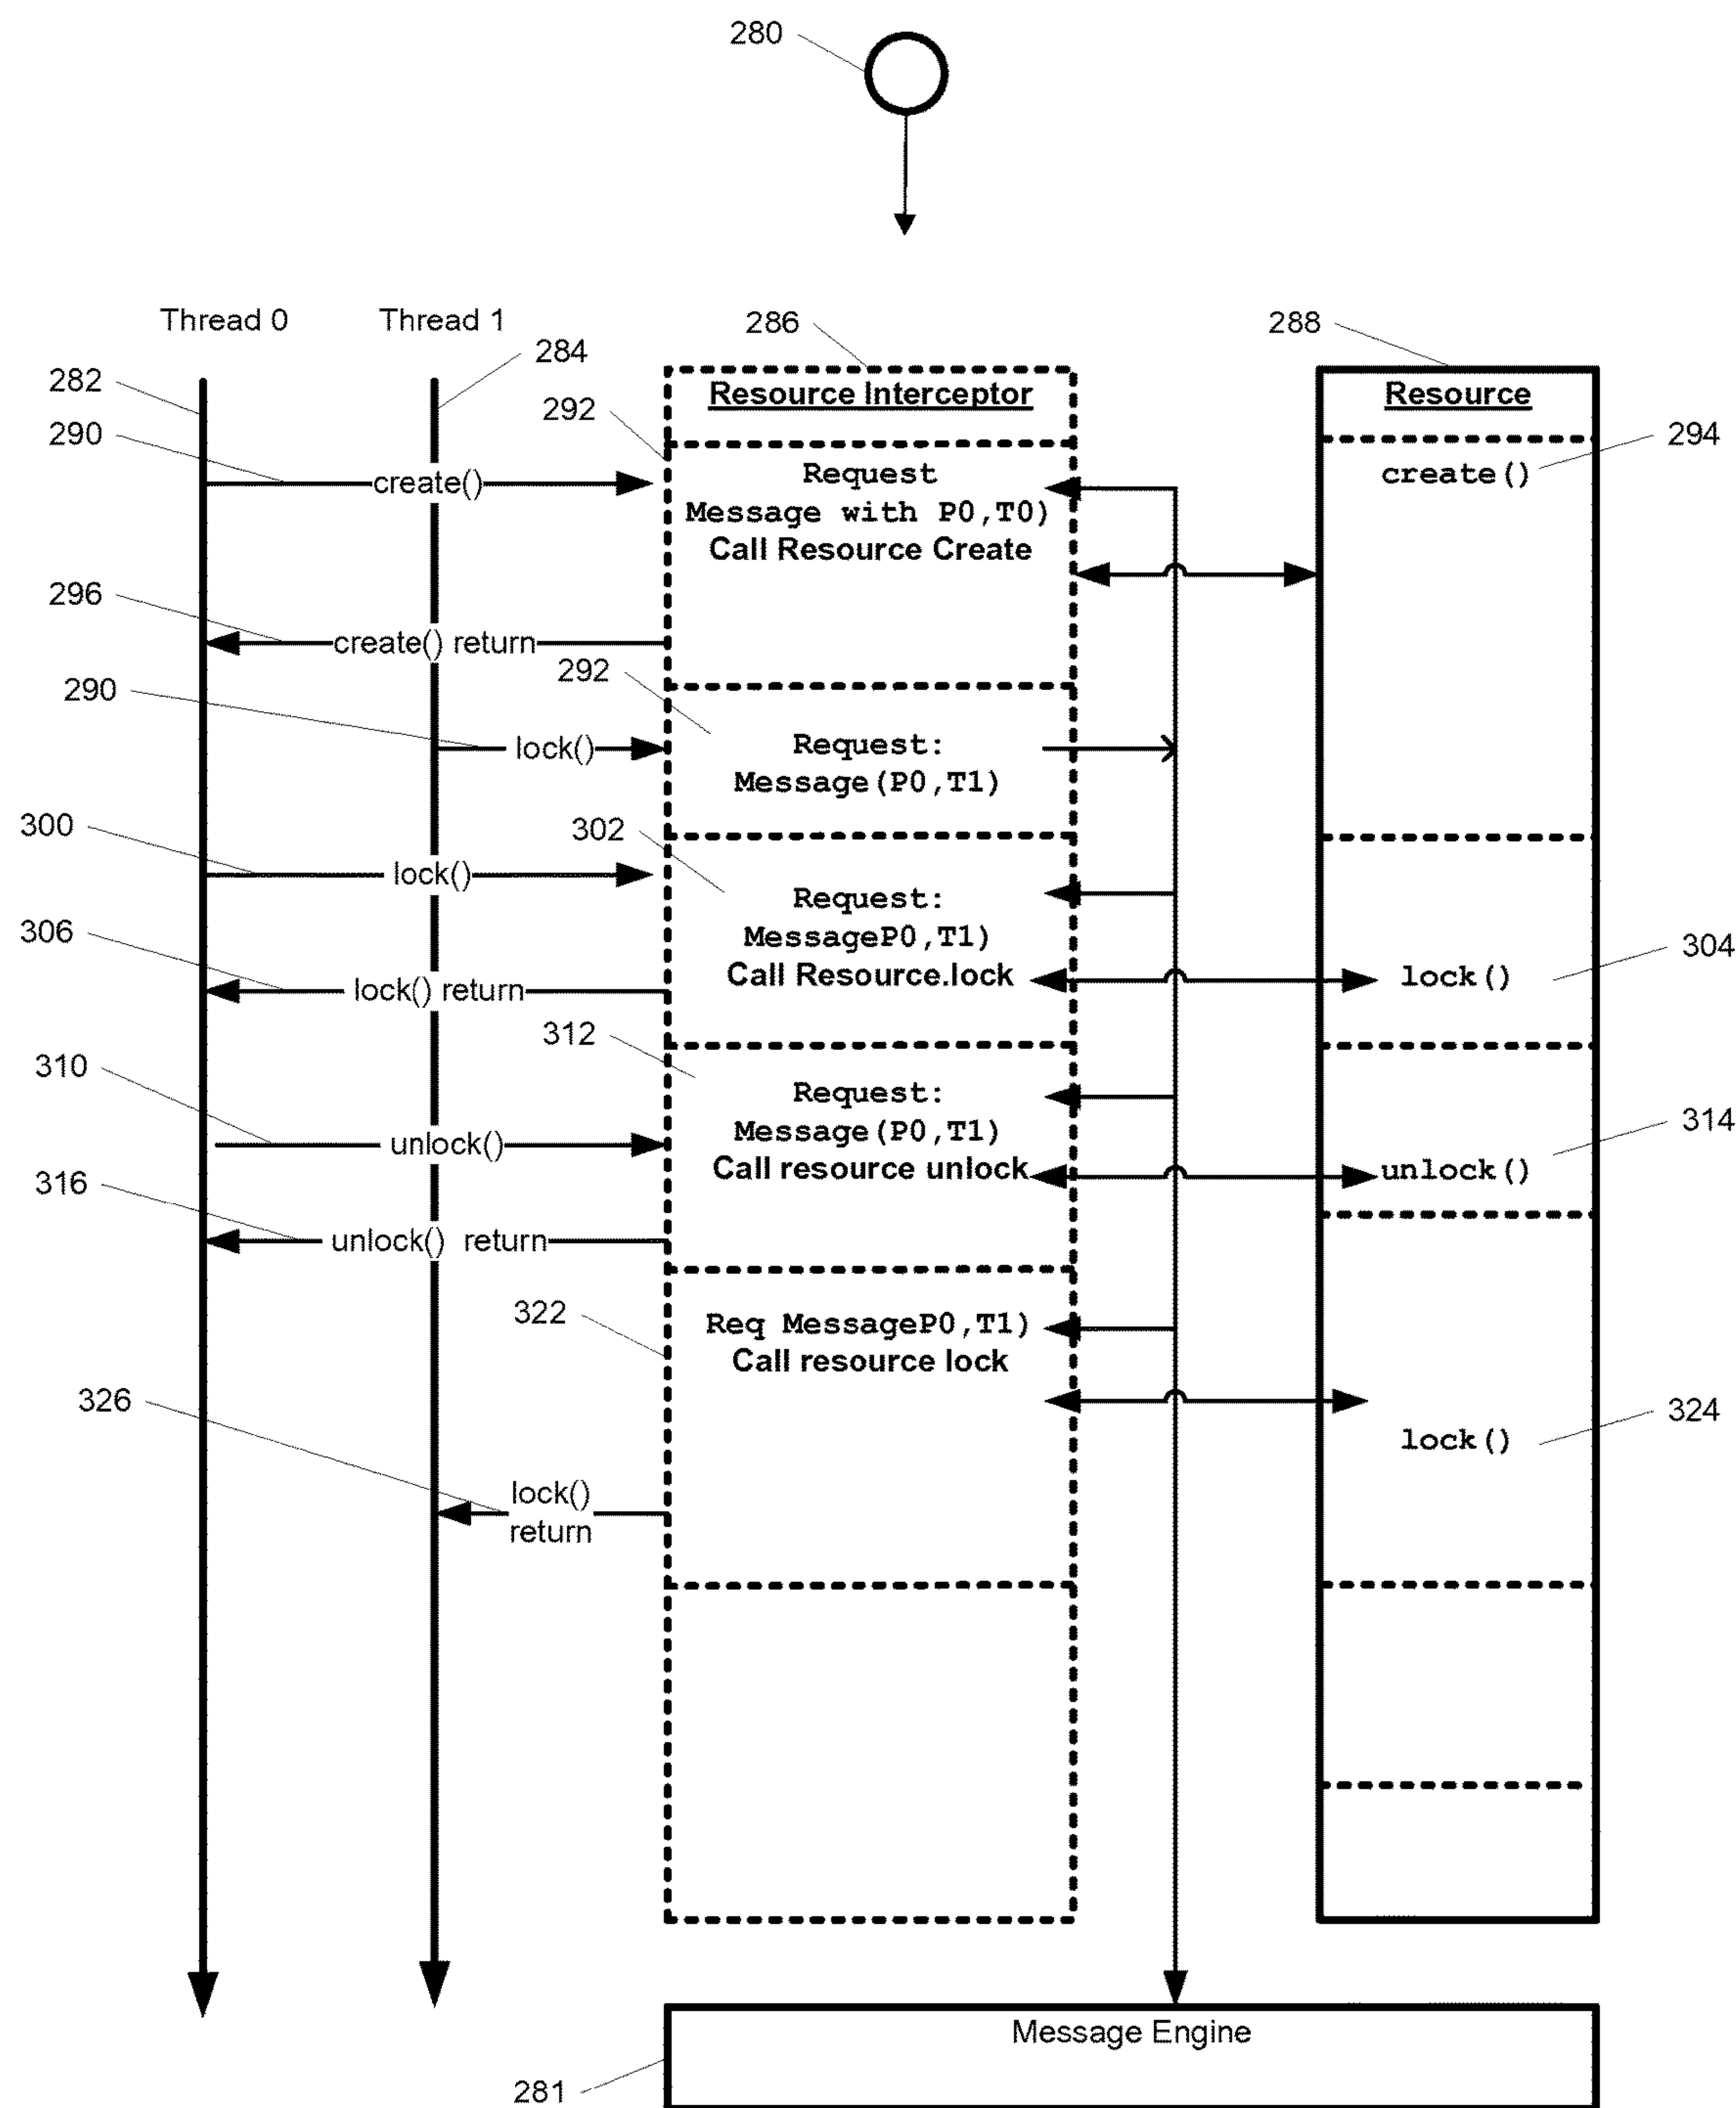 280
Thread 0
Thread 1
286
288
284
282
Resource Interceptor
Resource
292
290
294
Request
create()
create()
Message with P0,T0)
Call Resource Create
296
create() return
292
290
lock()
Request:
Message(P0,T1)
300
302
lock()
Request:
306
MessageP0,T1)
304
Call Resource.lock
lock()
lock() return
312
310
Request:
314
Message(P0,T1)
unlock()
Call resource unlock
unlock()
316
unlock() return
322
Req MessageP0,T1)
Call resource lock
326
324
lock()
lock()
return
Message Engine
281